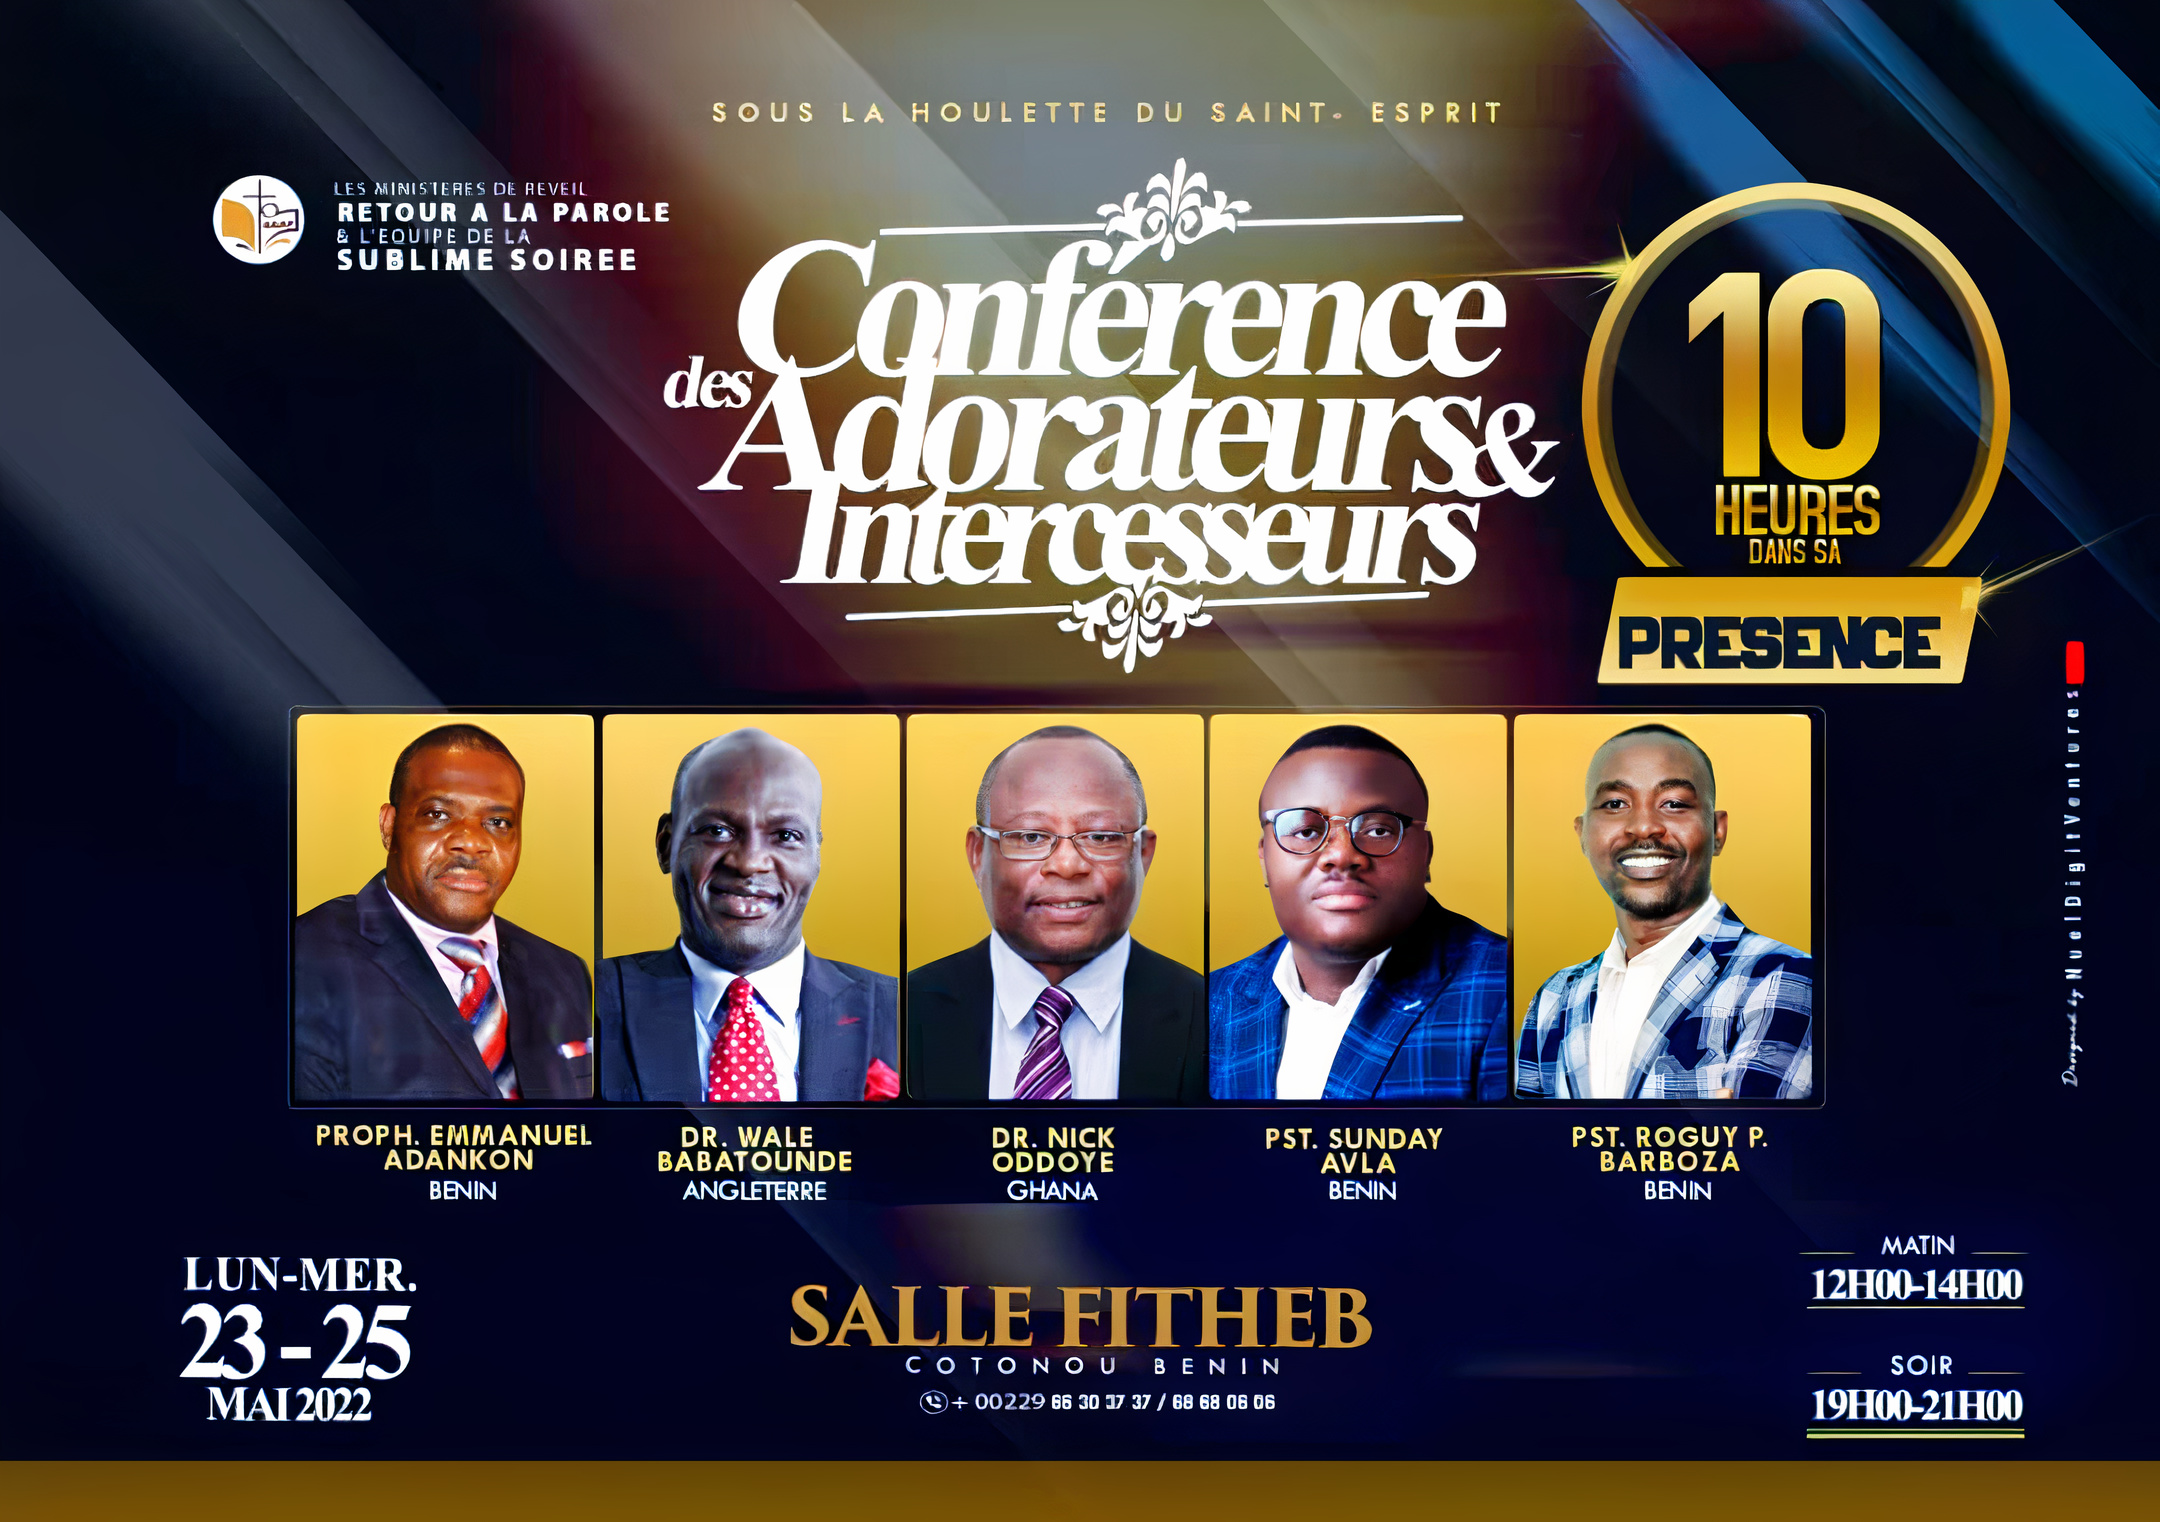 SOUS LA HOULETTE DU SAINT- ESPRIT
LES MINISTERES DE REVEIL
RETOUR A LA PAROLE
& L'EQUIPE DE LA
SUBLIME SOIREE
Conférence
des Adorateurs &
Intercesseurs
10
HEURES
DANS SA
PRESENCE
Designed by NuelDigitVentures
PROPH. EMMANUEL
ADANKON
BENIN
DR. WALE
BABATOUNDE
ANGLETERRE
DR. NICK
ODDOYE
GHANA
PST. SUNDAY
AVLA
BENIN
PST. ROGUY P.
BARBOZA
BENIN
LUN-MER.
23-25
MAI 2022
SALLE FITHEB
COTONOU BENIN
+ 00229 66 30 37 37 / 68 68 06 06
MATIN
12H00-14H00
SOIR
19H00-21H00